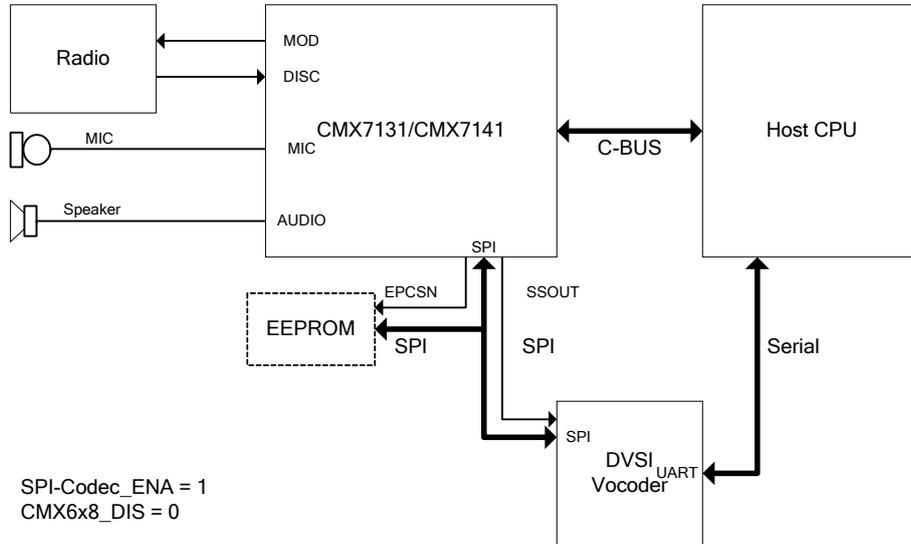 Radio
MOD
DISC
CMX7131/CMX7141
Host CPU
C-BUS
MIC
MIC
Speaker
AUDIO
SPI
EPCSN
SSOUT
EEPROM
SPI
SPI
Serial
SPI
DVSI
Vocoder
UART
SPI-Codec_ENA = 1
CMX6x8_DIS = 0